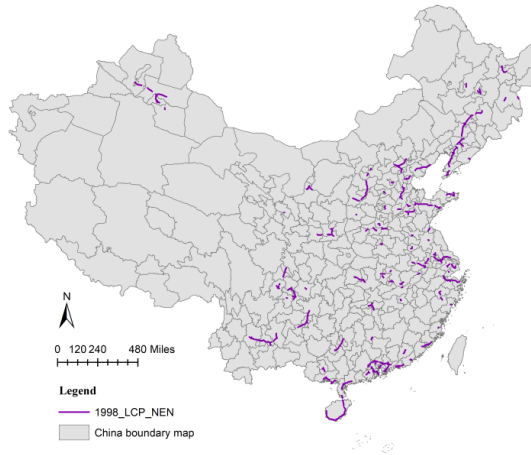 N
0 120 240 480 Miles
Legend
1998_LCP_NEN
China boundary map